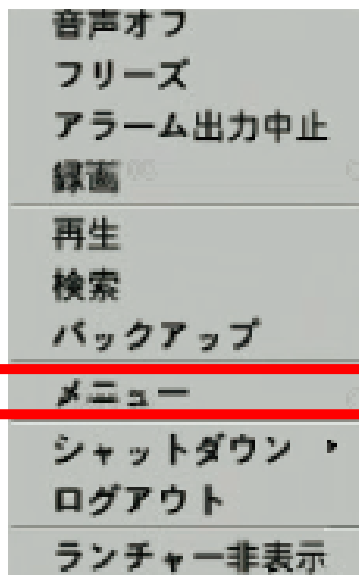 音声オフ
フリーズ
アラーム出力中止
録画
再生
検索
バックアップ
メニュー
シャットダウン
ログアウト
ランチャー非表示